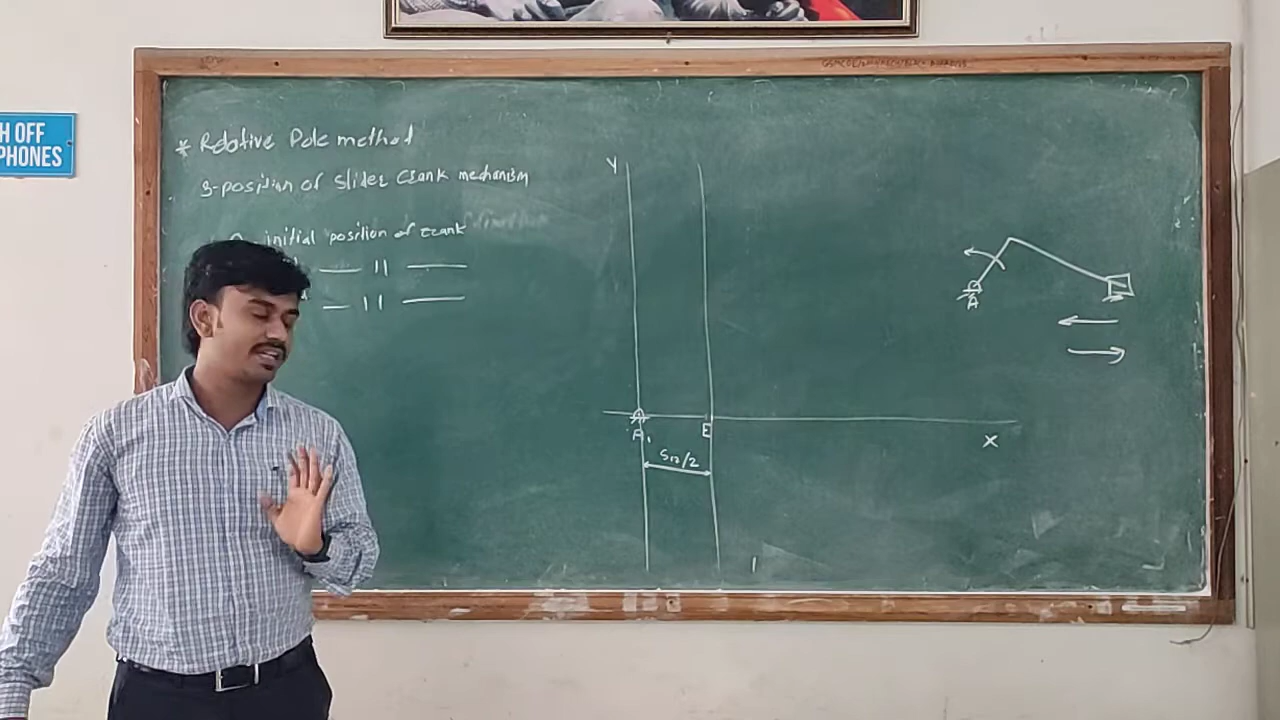 H OFF
PHONES
* Relative Pole method
3-position of slider crank mechanism
initial position of crank
— 11 —
— 11 —
Y
A
A1
E
X
S12/2